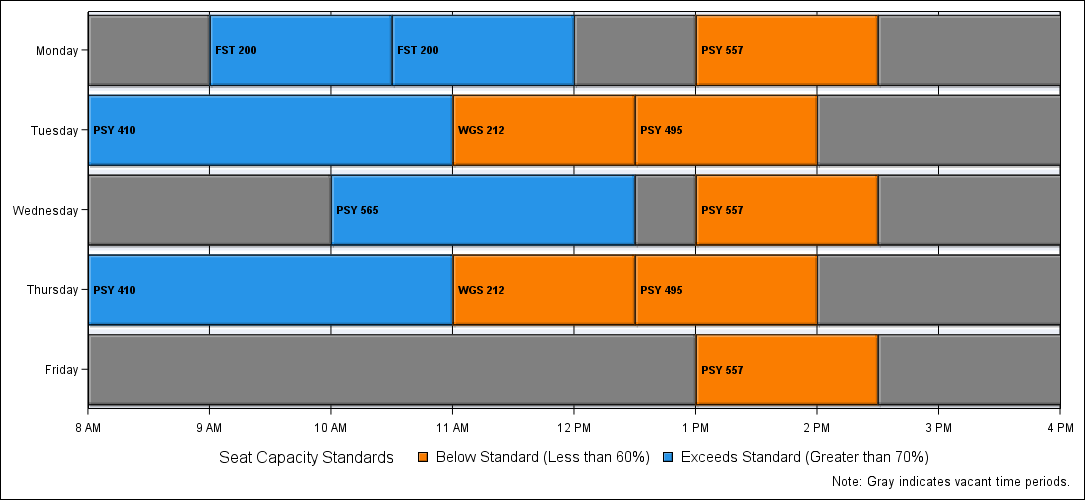 Monday
FST 200 FST 200 PSY 557
Tuesday
PSY 410 WGS 212 PSY 495
Wednesday
PSY 565 PSY 557
Thursday
PSY 410 WGS 212 PSY 495
Friday
PSY 557
8 AM 9 AM 10 AM 11 AM 12 PM 1 PM 2 PM 3 PM 4 PM
Seat Capacity Standards Below Standard (Less than 60%) Exceeds Standard (Greater than 70%)
Note: Gray indicates vacant time periods.